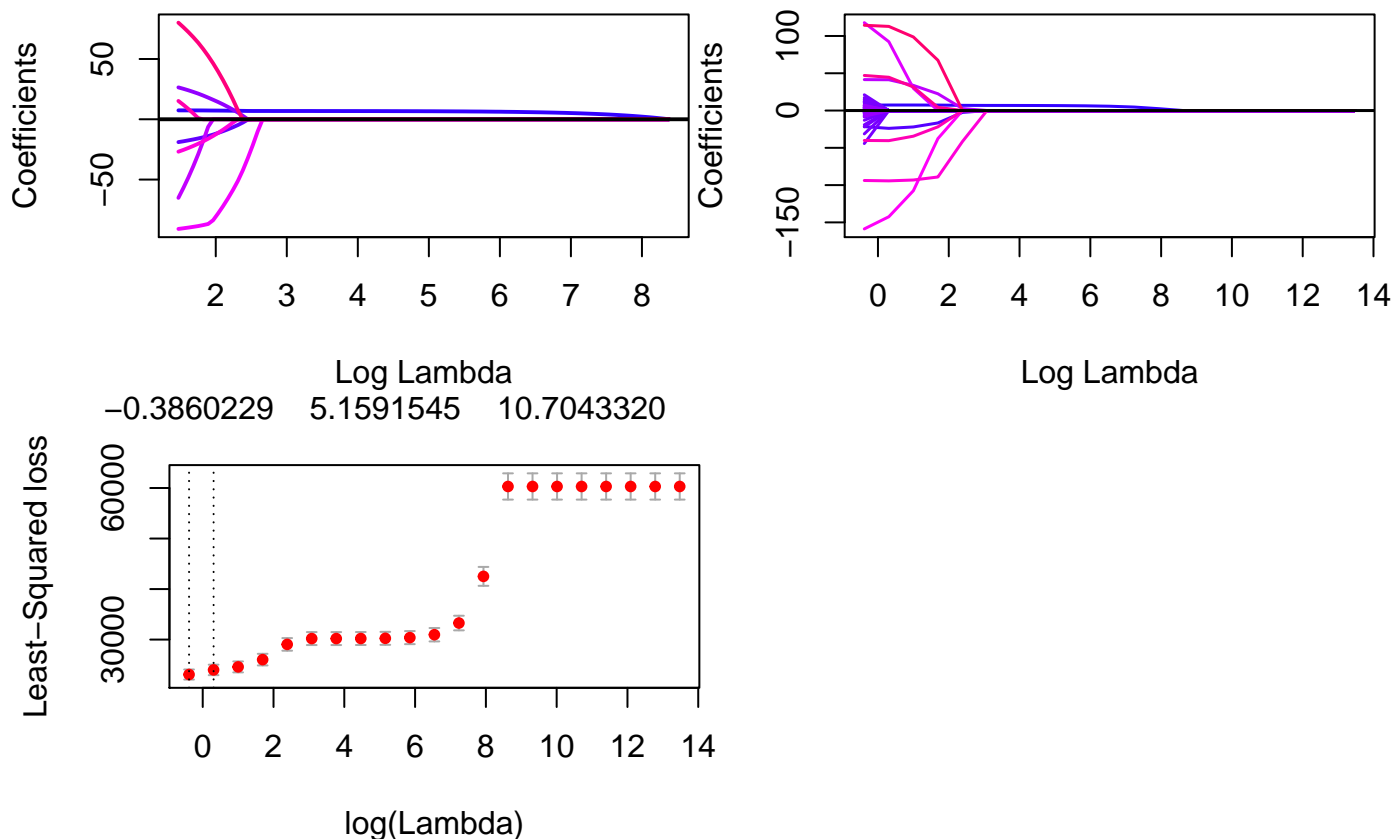 Coefficients
50
−50
2 3 4 5 6 7 8
Log Lambda
Coefficients
100
0
−150
0 2 4 6 8 10 12 14
Log Lambda
−0.3860229 5.1591545 10.7043320
Least−Squared loss
60000
30000
0 2 4 6 8 10 12 14
log(Lambda)